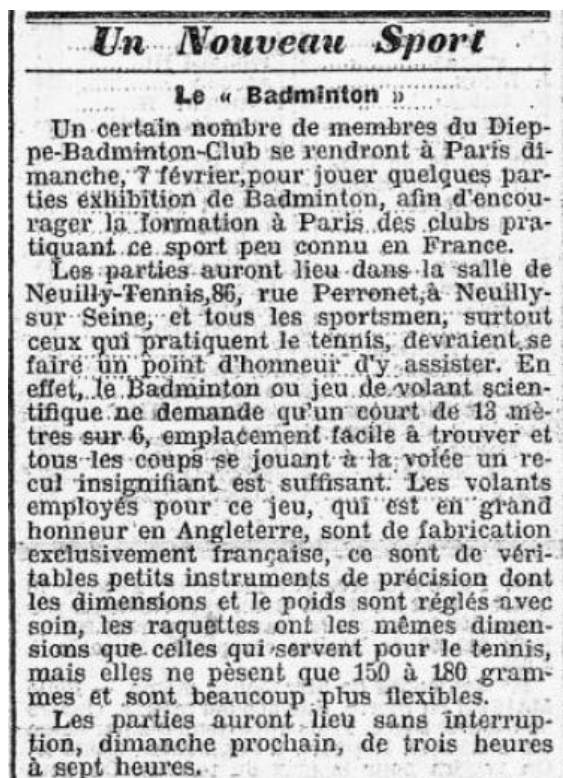 Un Nouveau Sport
Le « Badminton »
Un certain nombre de membres du Diep-
pe-Badminton-Club se rendront à Paris di-
manche, 7 février,pour jouer quelques par-
ties exhibition de Badminton, afin d'encou-
rager la formation à Paris des clubs pra-
tiquant ce sport peu connu en France.
Les parties auront lieu dans la salle de
Neuilly-Tennis,86, rue Perronet,à Neuilly-
sur Seine, et tous les sportsmen, surtout
ceux qui pratiquent le tennis, devraient se
faire un point d'honneur d'y assister. En
effet, le Badminton ou jeu de volant scien-
tifique ne demande qu'un court de 13 mè-
tres sur 6, emplacement facile à trouver et
tous les coups se jouant à la volée un re-
cul insignifiant est suffisant. Les volants
employés pour ce jeu, qui est en grand
honneur en Angleterre, sont de fabrication
exclusivement française, ce sont de véri-
tables petits instruments de précision dont
les dimensions et le poids sont réglés avec
soin, les raquettes ont les mêmes dimen-
sions que celles qui servent pour le tennis,
mais elles ne pèsent que 150 à 180 gram-
mes et sont beaucoup plus flexibles.
Les parties auront lieu sans interrup-
tion, dimanche prochain, de trois heures
à sept heures.